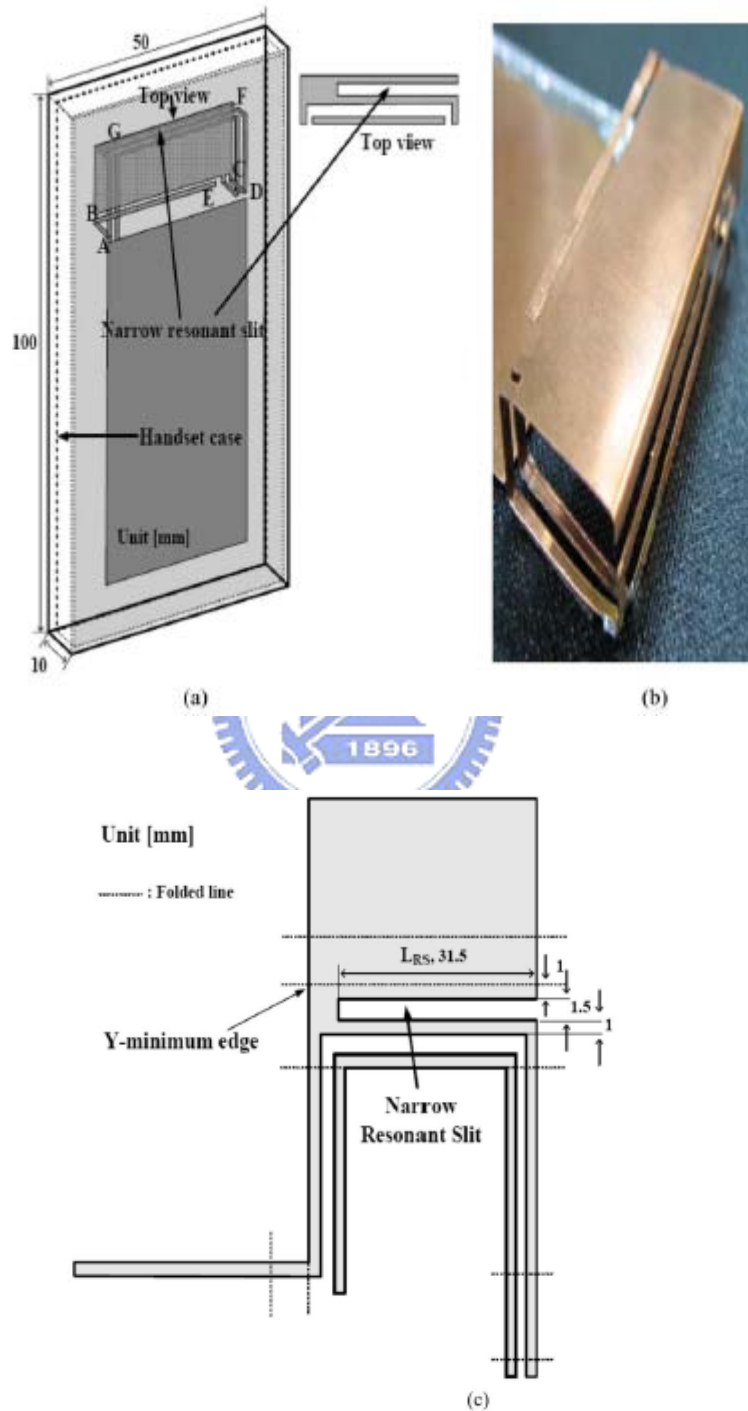 50
Top view
F
G
Top view
C
B
E
D
A
Narrow resonant slit
100
Handset case
Unit [mm]
10
(a)
(b)
1896
Unit [mm]
: Folded line
LRS, 31.5
1
1.5
1
Y-minimum edge
Narrow
Resonant Slit
(c)